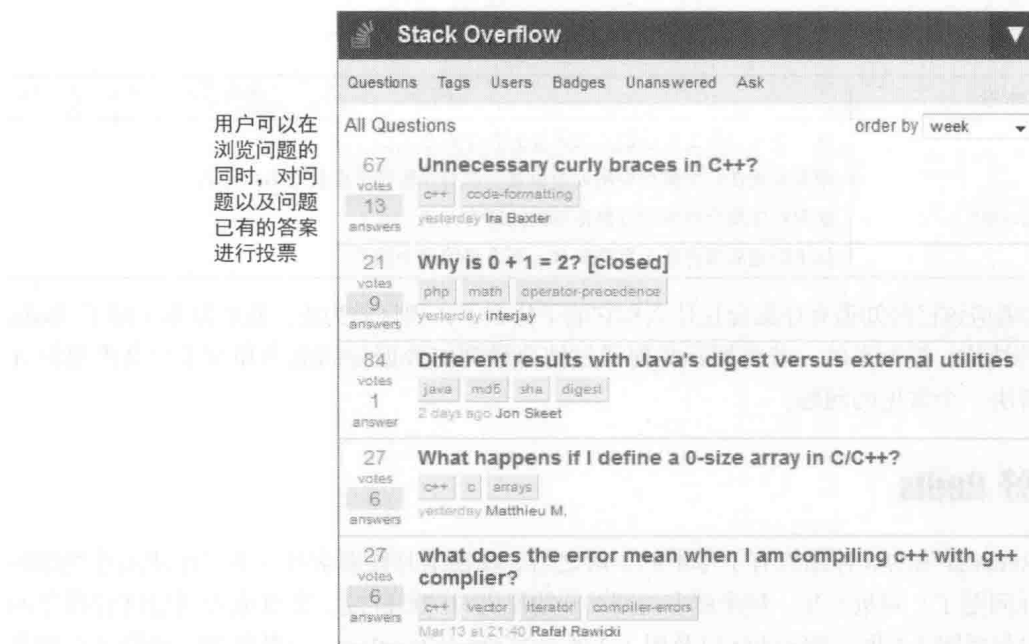 Stack Overflow
Questions Tags Users Badges Unanswered Ask
用户可以在
浏览问题的
同时，对问
题以及问题
已有的答案
进行投票
All Questions
order by week
67
votes
13
answers
Unnecessary curly braces in C++?
c++ code-formatting
yesterday Ira Baxter
21
votes
9
answers
Why is 0 + 1 = 2? [closed]
php math operator-precedence
yesterday interjay
84
votes
1
answer
Different results with Java's digest versus external utilities
java md5 sha digest
2 days ago Jon Skeet
27
votes
6
answers
What happens if I define a 0-size array in C/C++?
c++ c arrays
yesterday Matthieu M.
27
votes
6
answers
what does the error mean when I am compiling c++ with g++
complier?
c++ vector iterator compiler-errors
Mar 13 at 21:40 Rafał Rawicki